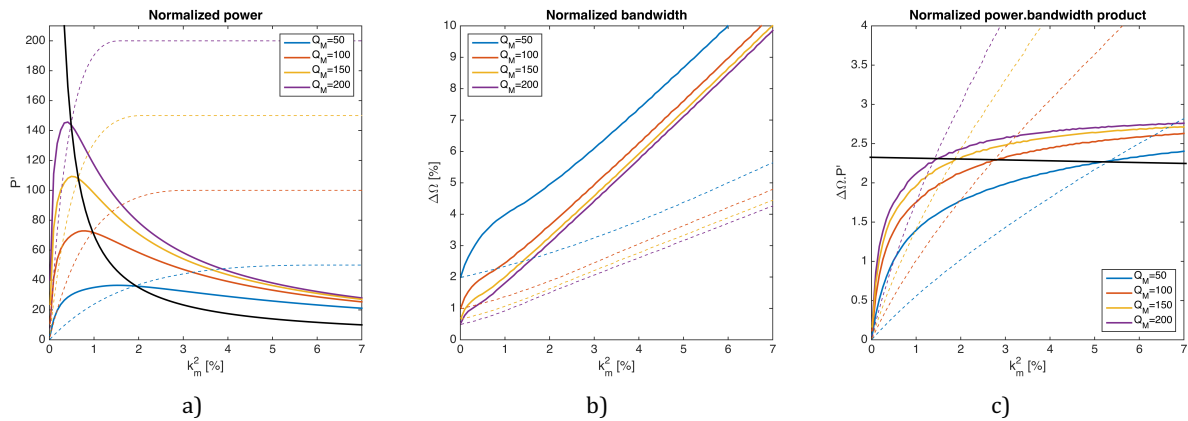 Normalized power
P'
200
180
160
140
120
100
80
60
40
20
0
0 1 2 3 4 5 6 7
k_m^2 [%]
Q_M=50
Q_M=100
Q_M=150
Q_M=200
a)
Normalized bandwidth
ΔΩ [%]
10
9
8
7
6
5
4
3
2
1
0
0 1 2 3 4 5 6 7
k_m^2 [%]
Q_M=50
Q_M=100
Q_M=150
Q_M=200
b)
Normalized power.bandwidth product
ΔΩ.P'
4
3.5
3
2.5
2
1.5
1
0.5
0
0 1 2 3 4 5 6 7
k_m^2 [%]
Q_M=50
Q_M=100
Q_M=150
Q_M=200
c)